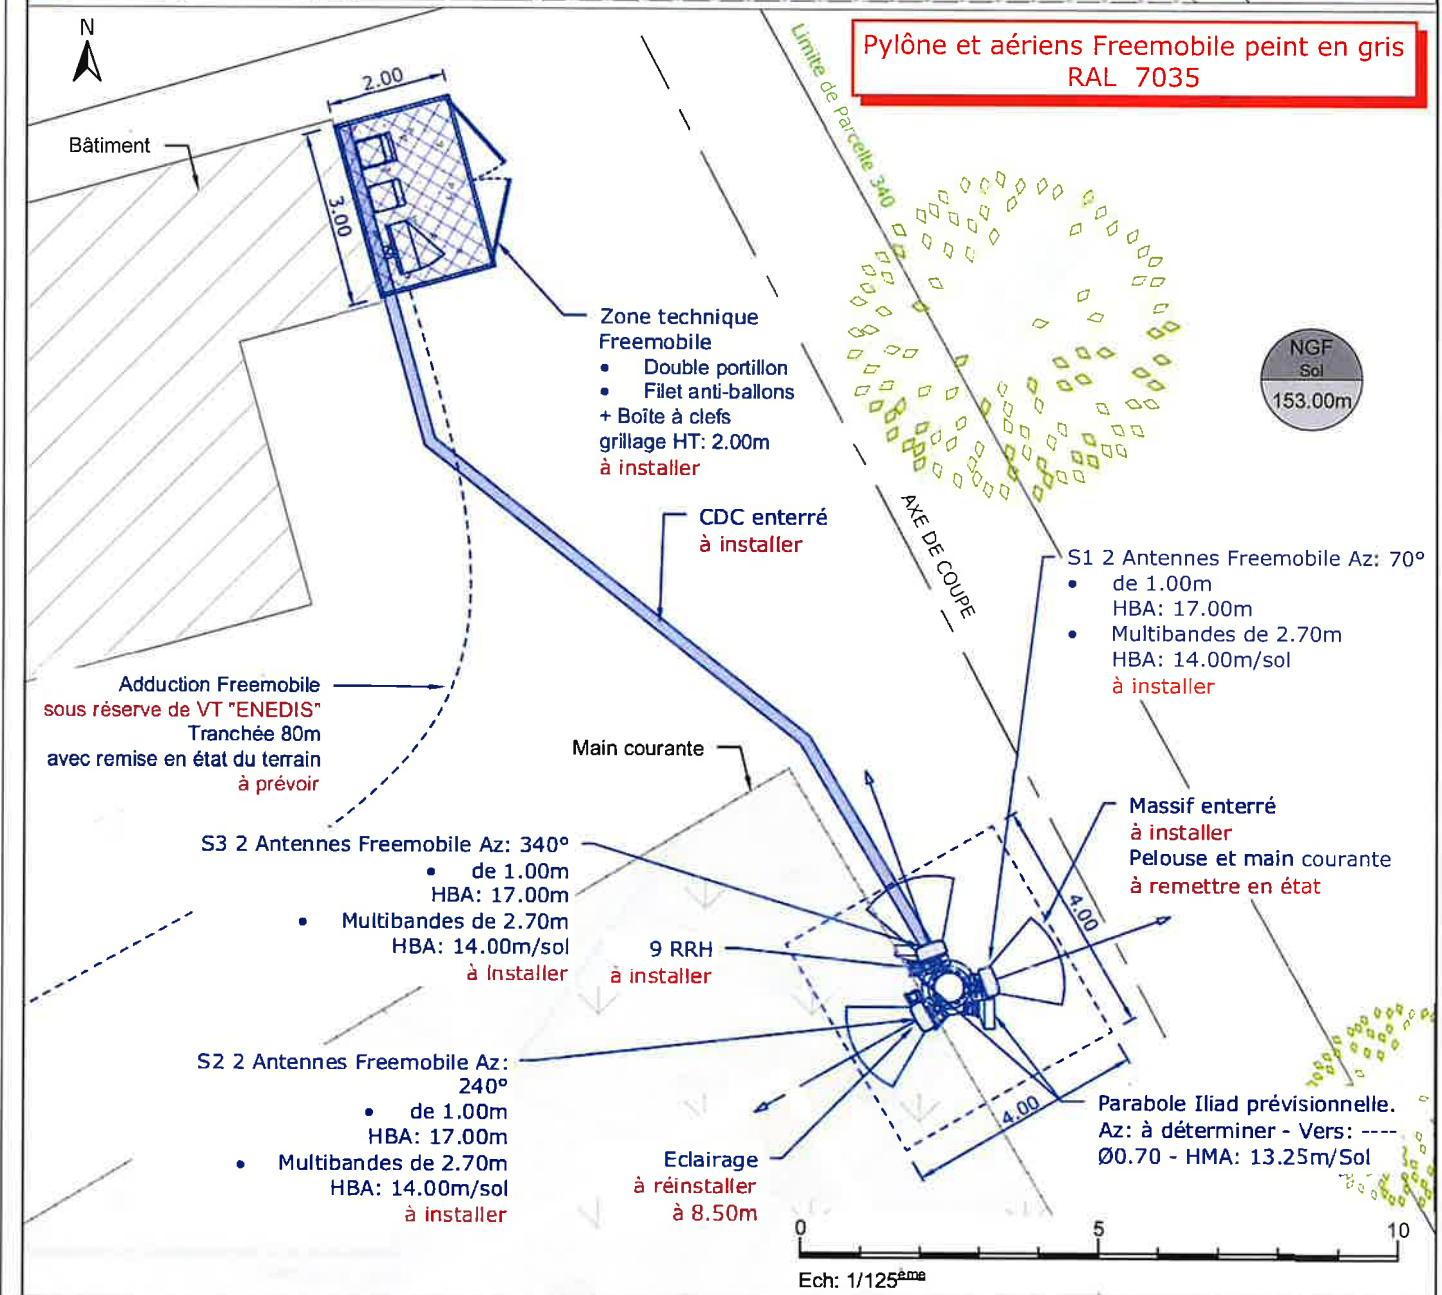 N
Pylône et aériens Freemobile peint en gris
RAL 7035
Limite de Parcelle 340
2.00
3.00
Bâtiment
NGF
Sol
153.00m
Zone technique
Freemobile
• Double portillon
• Filet anti-ballons
+ Boîte à clefs
grillage HT: 2.00m
à installer
CDC enterré
à installer
AXE DE COUPE
S1 2 Antennes Freemobile Az: 70°
• de 1.00m
HBA: 17.00m
• Multibandes de 2.70m
HBA: 14.00m/sol
à installer
Adduction Freemobile
sous réserve de VT "ENEDIS"
Tranchée 80m
avec remise en état du terrain
à prévoir
Main courante
Massif enterré
à installer
Pelouse et main courante
à remettre en état
S3 2 Antennes Freemobile Az: 340°
• de 1.00m
HBA: 17.00m
• Multibandes de 2.70m
HBA: 14.00m/sol
à installer
9 RRH
à installer
4.00
4.00
S2 2 Antennes Freemobile Az:
240°
• de 1.00m
HBA: 17.00m
• Multibandes de 2.70m
HBA: 14.00m/sol
à installer
Eclairage
à réinstaller
à 8.50m
Parabole Iliad prévisionnelle.
Az: à déterminer - Vers: ----
Ø0.70 - HMA: 13.25m/Sol
0 5 10
Ech: 1/125ème